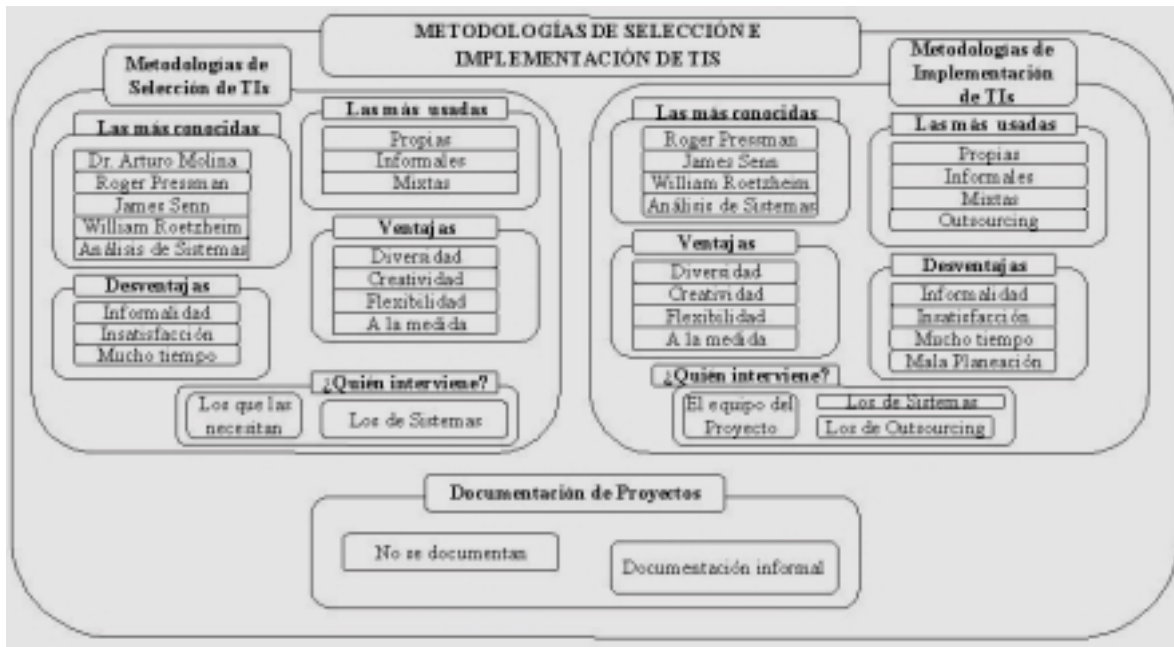 METODOLOGÍAS DE SELECCIÓN E
IMPLEMENTACIÓN DE TIS
Metodologías de
Selección de TIs
Las más conocidas
Dr. Arturo Molina
Roger Pressman
James Senn
William Roetzheim
Análisis de Sistemas
Las más usadas
Propias
Informales
Mixtas
Ventajas
Diversidad
Creatividad
Flexibilidad
A la medida
Desventajas
Informalidad
Insatisfacción
Mucho tiempo
¿Quién interviene?
Los que las
necesitan
Los de Sistemas
Metodologías de
Implementación
de TIs
Las más conocidas
Roger Pressman
James Senn
William Roetzheim
Análisis de Sistemas
Las más usadas
Propias
Informales
Mixtas
Outsourcing
Ventajas
Diversidad
Creatividad
Flexibilidad
A la medida
Desventajas
Informalidad
Insatisfacción
Mucho tiempo
Mala Planeación
¿Quién interviene?
El equipo del
Proyecto
Los de Sistemas
Los de Outsourcing
Documentación de Proyectos
No se documentan
Documentación informal